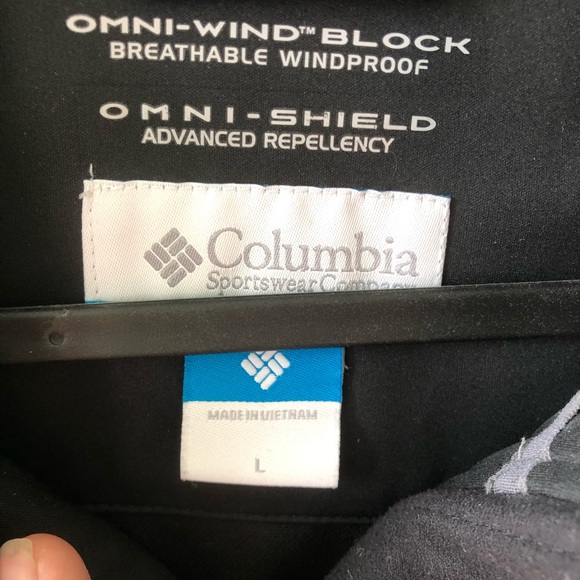 OMNI-WIND™ BLOCK
BREATHABLE WINDPROOF
OMNI-SHIELD
ADVANCED REPELLENCY
Columbia
Sportswear Company
MADE IN VIETNAM
L